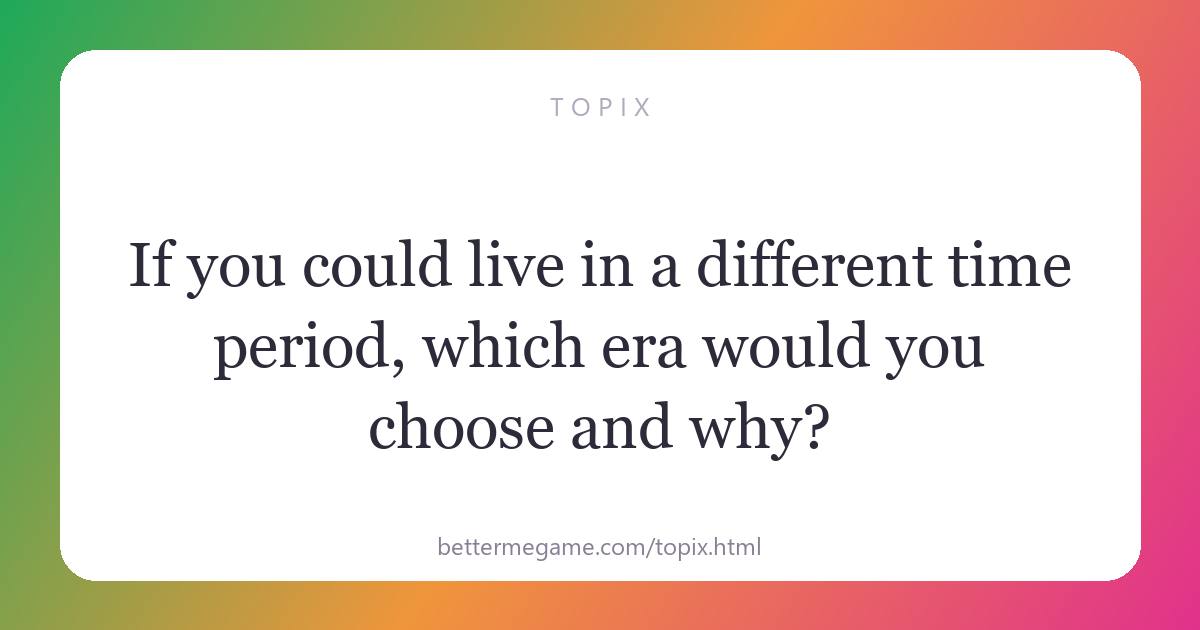 TOPIX
If you could live in a different time
period, which era would you
choose and why?
bettermegame.com/topix.html